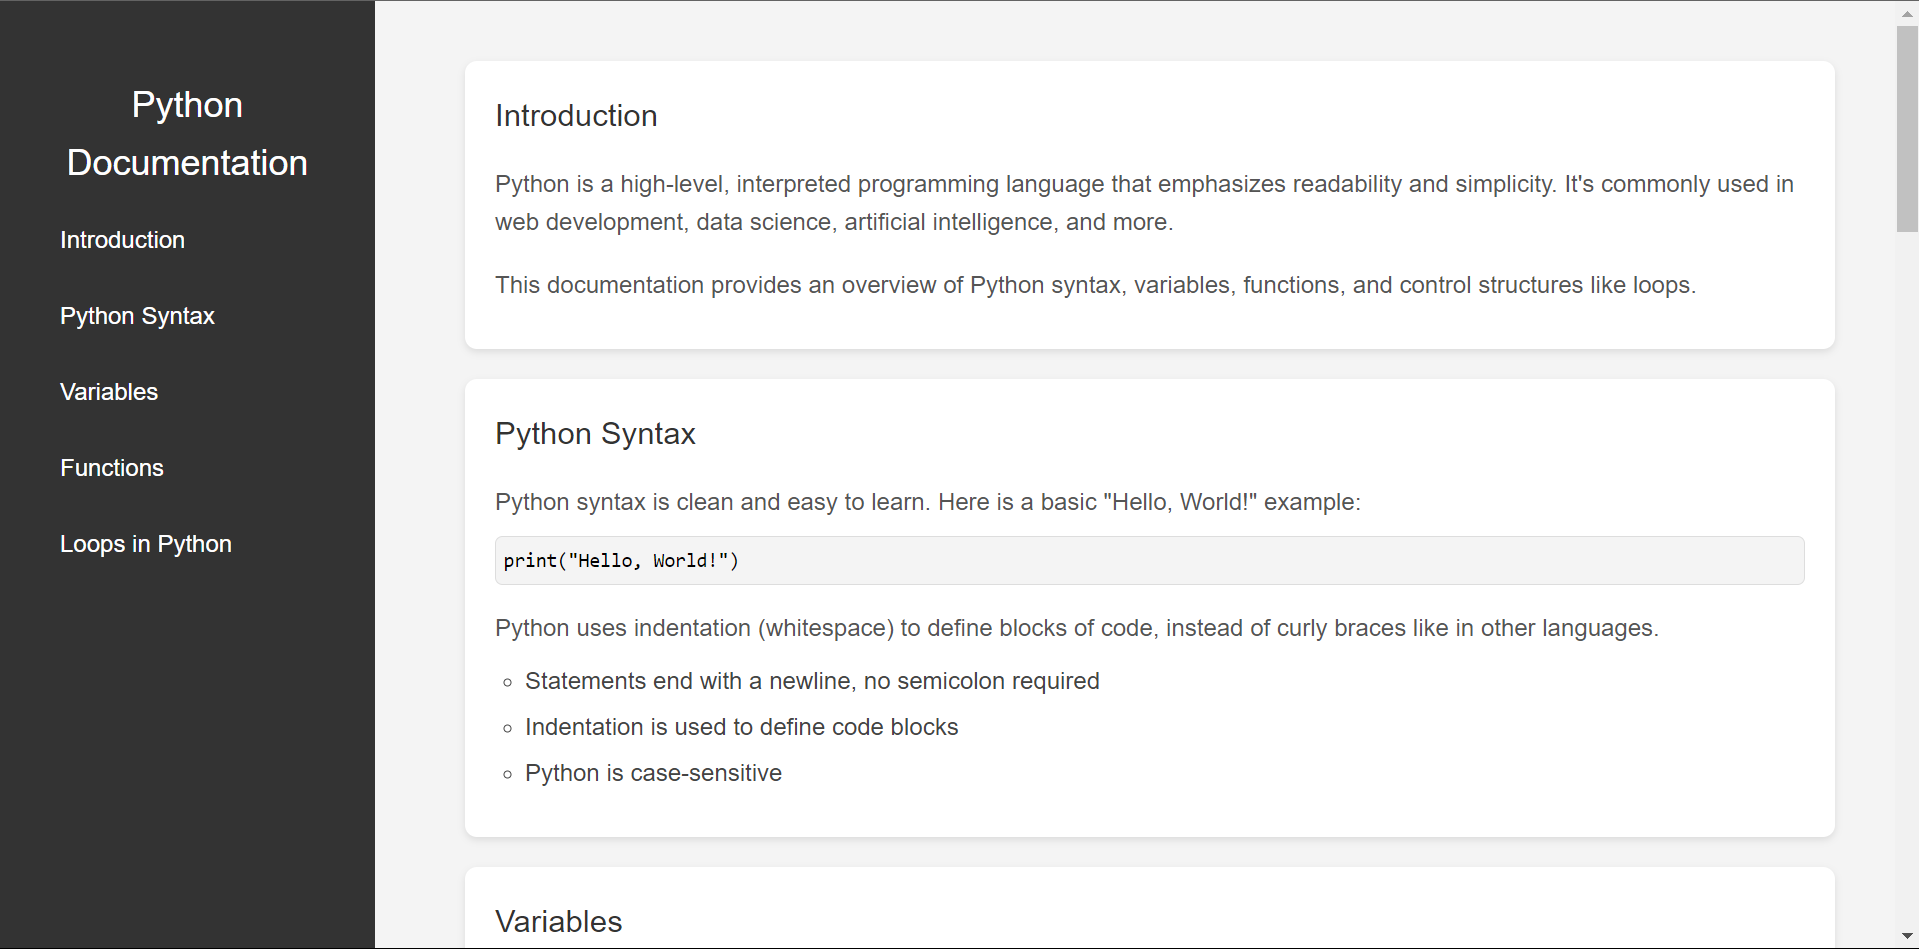 Python
Documentation
Introduction
Python Syntax
Variables
Functions
Loops in Python
Introduction
Python is a high-level, interpreted programming language that emphasizes readability and simplicity. It's commonly used in
web development, data science, artificial intelligence, and more.
This documentation provides an overview of Python syntax, variables, functions, and control structures like loops.
Python Syntax
Python syntax is clean and easy to learn. Here is a basic "Hello, World!" example:
print("Hello, World!")
Python uses indentation (whitespace) to define blocks of code, instead of curly braces like in other languages.
Statements end with a newline, no semicolon required
Indentation is used to define code blocks
Python is case-sensitive
Variables